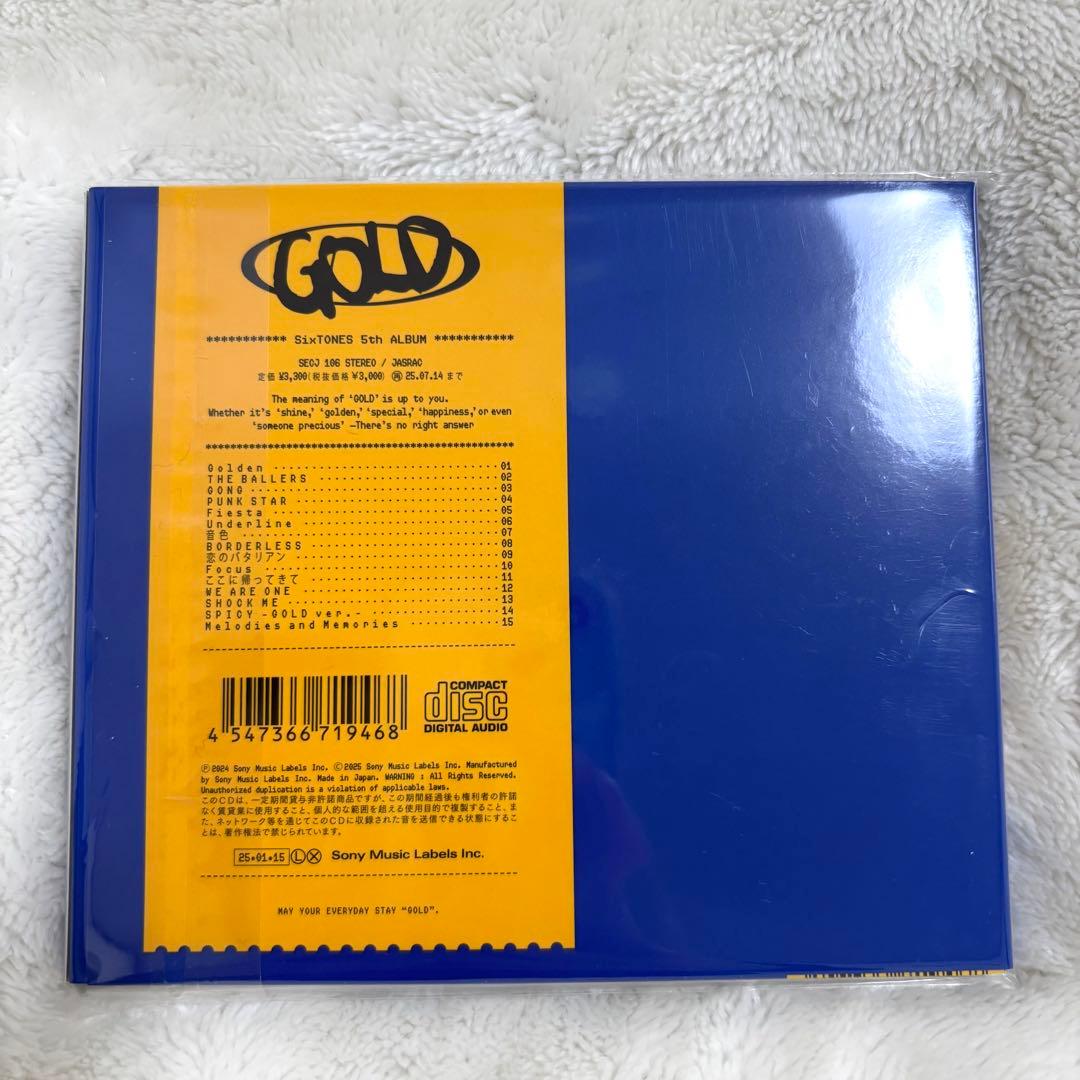 GOLD
*********** SixTONES 5th ALBUM ***********
SECJ 106 STEREO / JASRAC
定価 ¥3,300(税抜価格 ¥3,000) 再 25.07.14 まで
The meaning of ‘GOLD’ is up to you.
Whether it's ‘shine,’ ‘golden,’ ‘special,’ ‘happiness,’ or even
‘someone precious’ —There's no right answer
Golden 01
THE BALLERS 02
GONG 03
PUNK STAR 04
Fiesta 05
Underline 06
音色 07
BORDERLESS 08
恋のバタリアン 09
Focus 10
ここに帰ってきて 11
WE ARE ONE 12
SHOCK ME 13
SPICY -GOLD ver.- 14
Melodies and Memories 15
4 547366 719468
COMPACT
disc
DIGITAL AUDIO
Ⓟ 2024 Sony Music Labels Inc. Ⓒ 2025 Sony Music Labels Inc. Manufactured
by Sony Music Labels Inc. Made in Japan. WARNING : All Rights Reserved.
Unauthorized duplication is a violation of applicable laws.
このCDは、一定期間貸与非許諾商品ですが、この期間経過後も権利者の許諾
なく賃貸業に使用すること、個人的な範囲を超える使用目的で複製すること、ま
た、ネットワーク等を通じてこのCDに収録された音を送信できる状態にするこ
とは、著作権法で禁じられています。
25•01•15 Ⓛ Ⓧ Sony Music Labels Inc.
MAY YOUR EVERYDAY STAY “GOLD”.